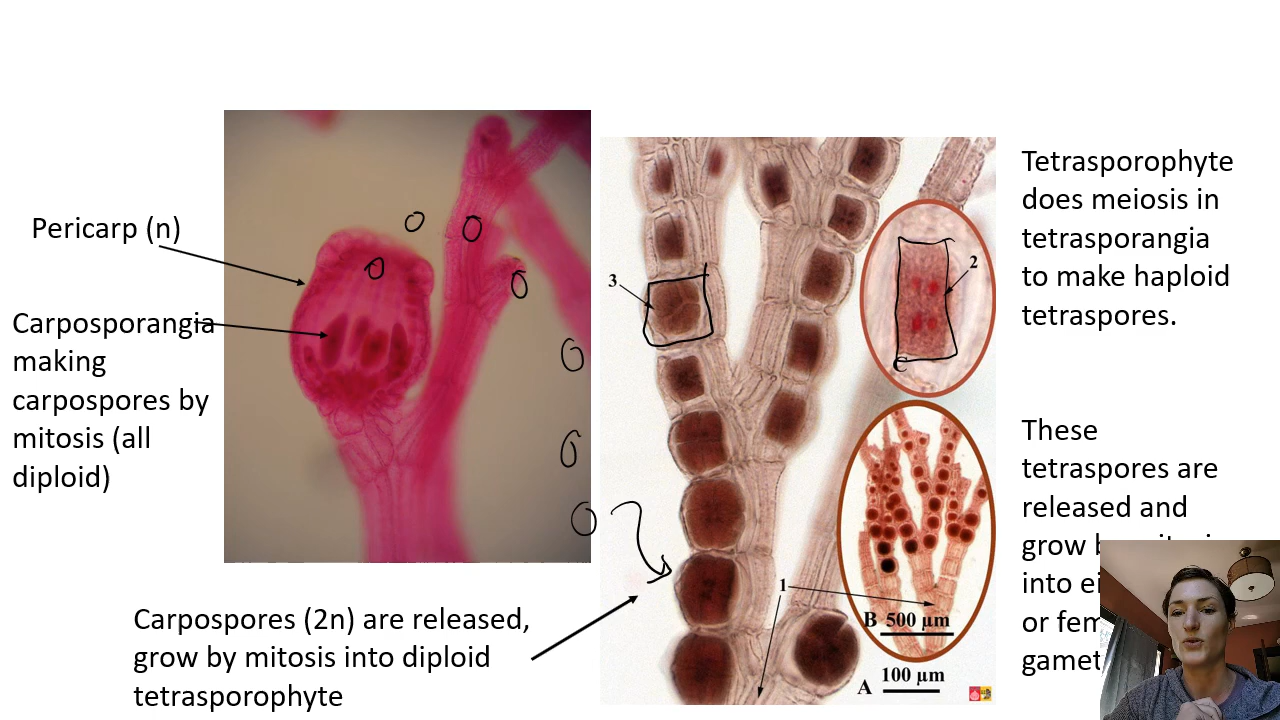 Pericarp (n)
Carposporangia
making
carpospores by
mitosis (all
diploid)
Carpospores (2n) are released,
grow by mitosis into diploid
tetrasporophyte
3
2
C
1
B 500 µm
A 100 µm
Tetrasporophyte
does meiosis in
tetrasporangia
to make haploid
tetraspores.
These
tetraspores are
released and
grow
into
or